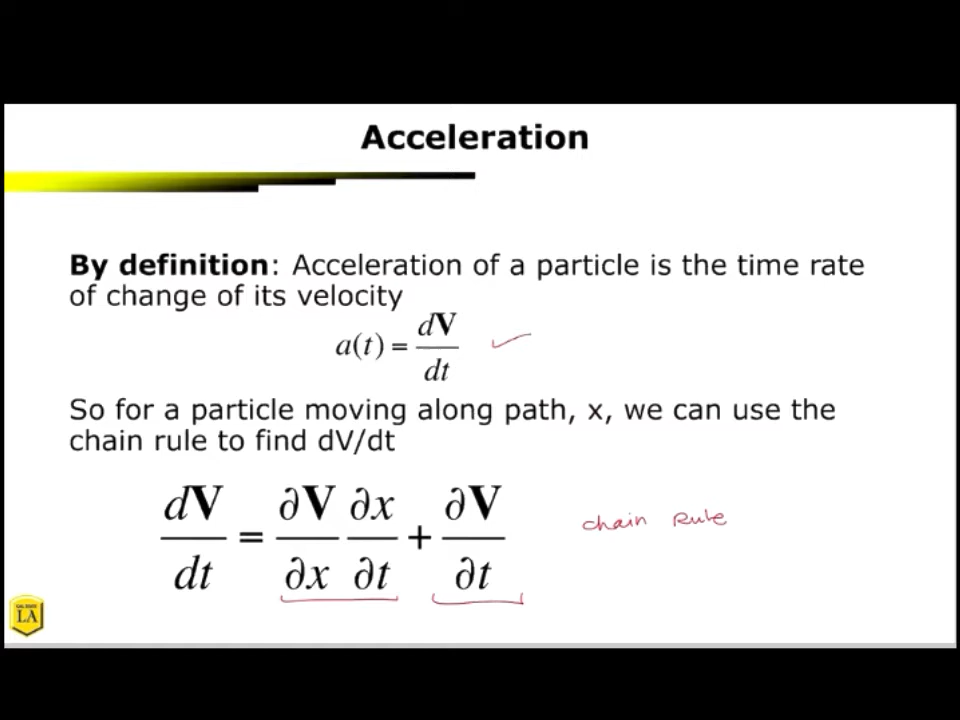 Acceleration
By definition: Acceleration of a particle is the time rate
of change of its velocity
a(t) = dV/dt
So for a particle moving along path, x, we can use the
chain rule to find dV/dt
dV/dt = ∂V/∂x ∂x/∂t + ∂V/∂t
chain Rule
LA